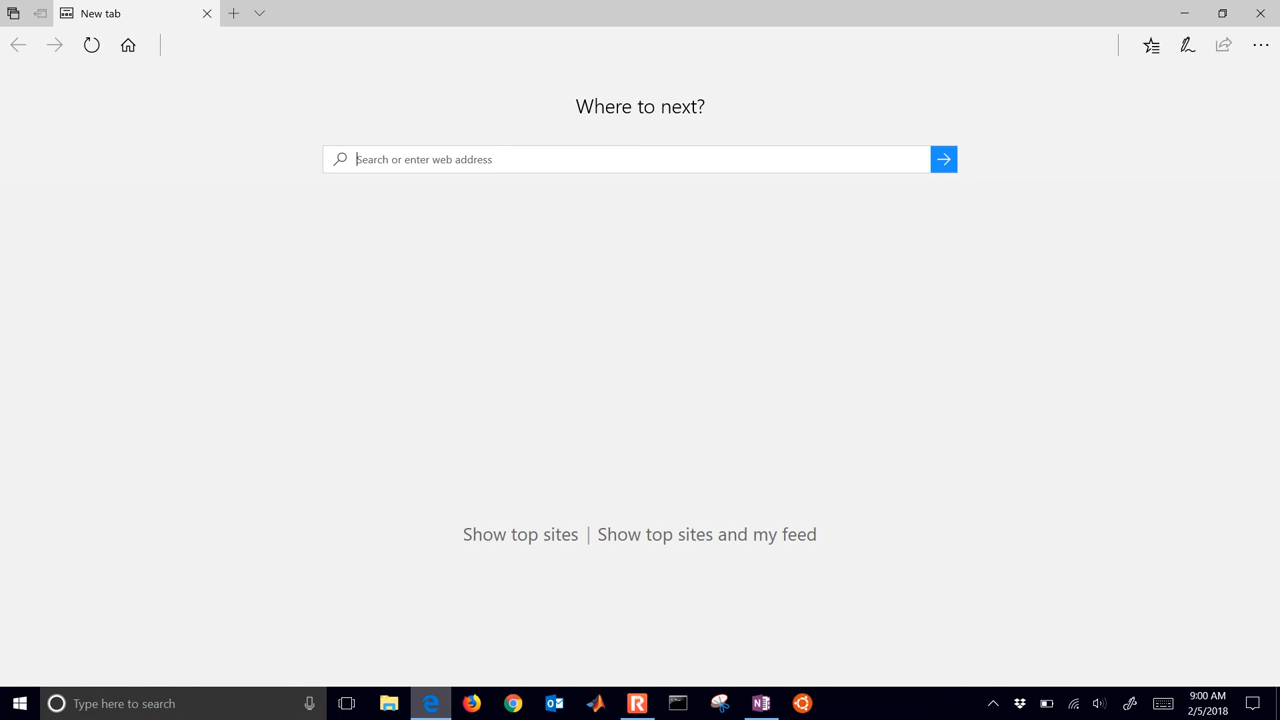 New tab
Where to next?
Search or enter web address
Show top sites | Show top sites and my feed
Type here to search
9:00 AM
2/5/2018